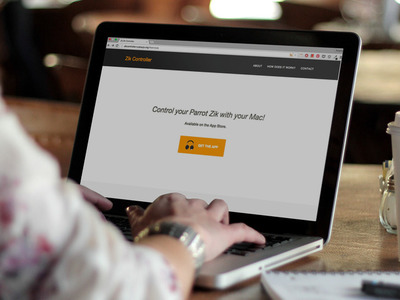 Zik Controller
ABOUT HOW DOES IT WORK? CONTACT
Control your Parrot Zik with your Mac!
Available on the App Store.
GET THE APP